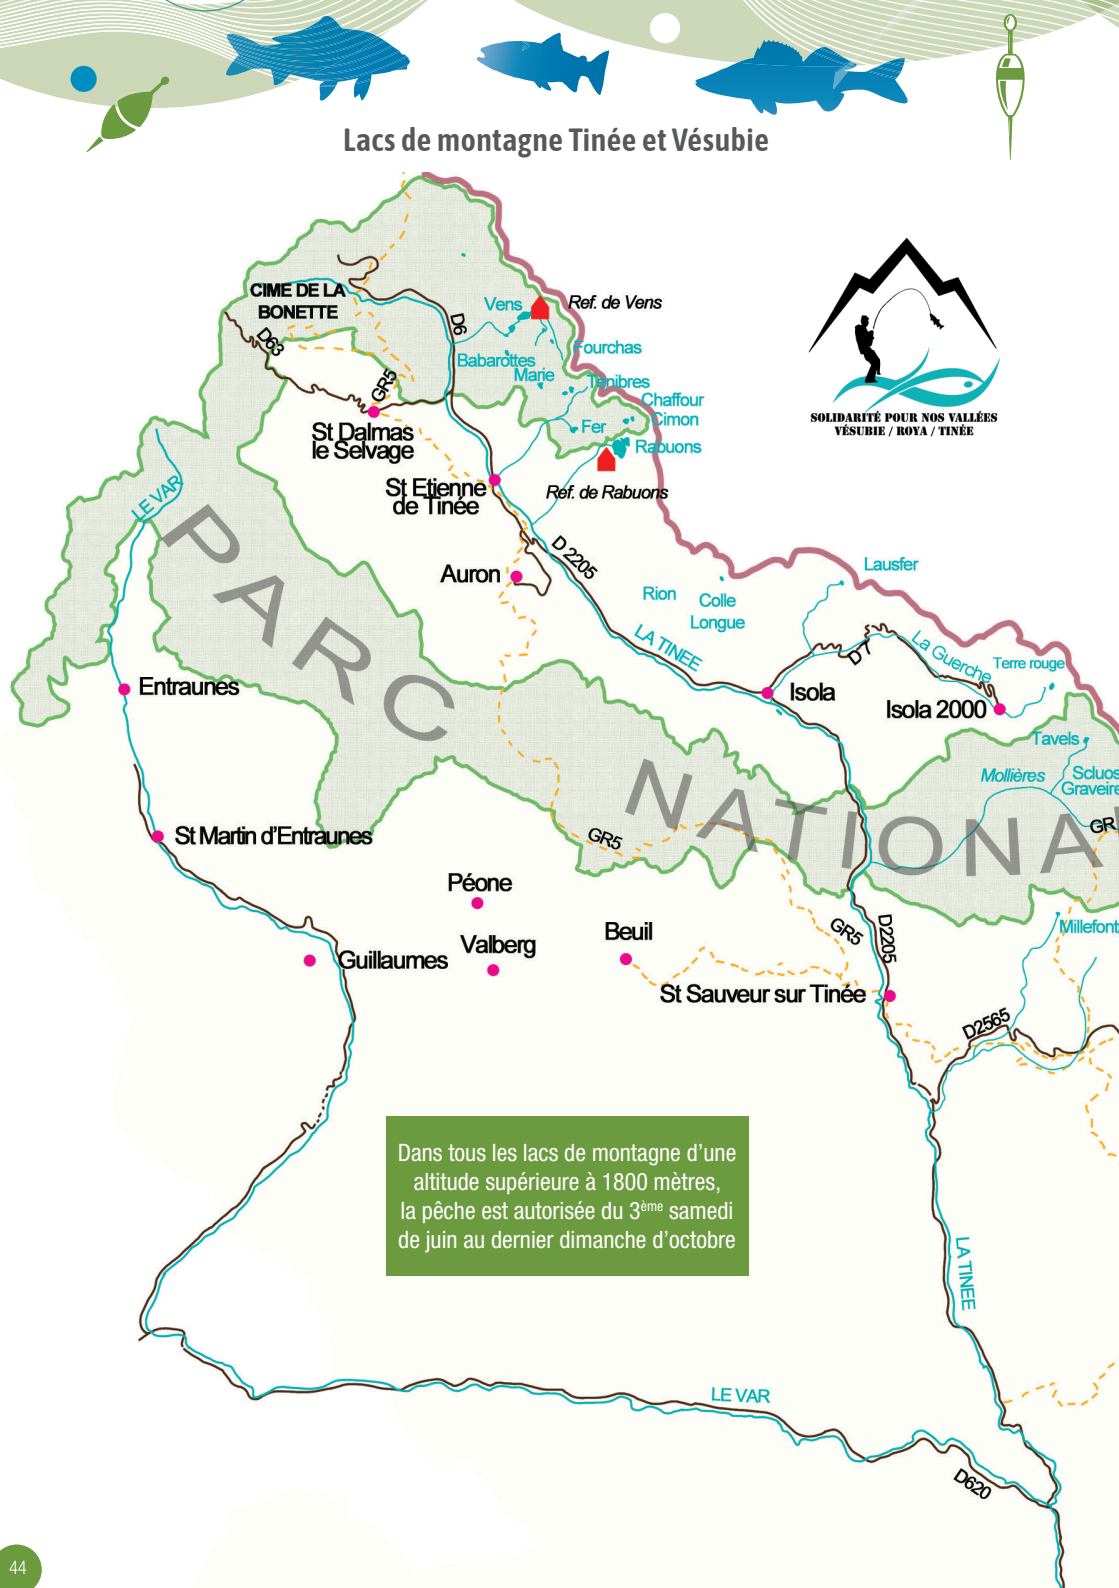 Lacs de montagne Tinée et Vésubie
CIME DE LA
BONETTE
D63
D6
GR5
Vens
Ref. de Vens
Fourchas
Babarottes
Marie
Ténibres
Chaffour
Cimon
Fer
Rabuons
Ref. de Rabuons
SOLIDARITÉ POUR NOS VALLÉES
VÉSUBIE / ROYA / TINÉE
St Dalmas
le Selvage
St Etienne
de Tinée
LE VAR
PARC
Auron
D 2205
Lausfer
Rion
Colle
Longue
LA TINEE
D7
La Guerche
Terre rouge
Entraunes
Isola
Isola 2000
Tavels
Mollières
Scluos
Graveire
NATIONA
GR
GR5
St Martin d'Entraunes
Péone
Valberg
Beuil
Guillaumes
GR5
D2205
Millefont
St Sauveur sur Tinée
D2565
Dans tous les lacs de montagne d'une
altitude supérieure à 1800 mètres,
la pêche est autorisée du 3ème samedi
de juin au dernier dimanche d'octobre
LA TINEE
LE VAR
D620
44